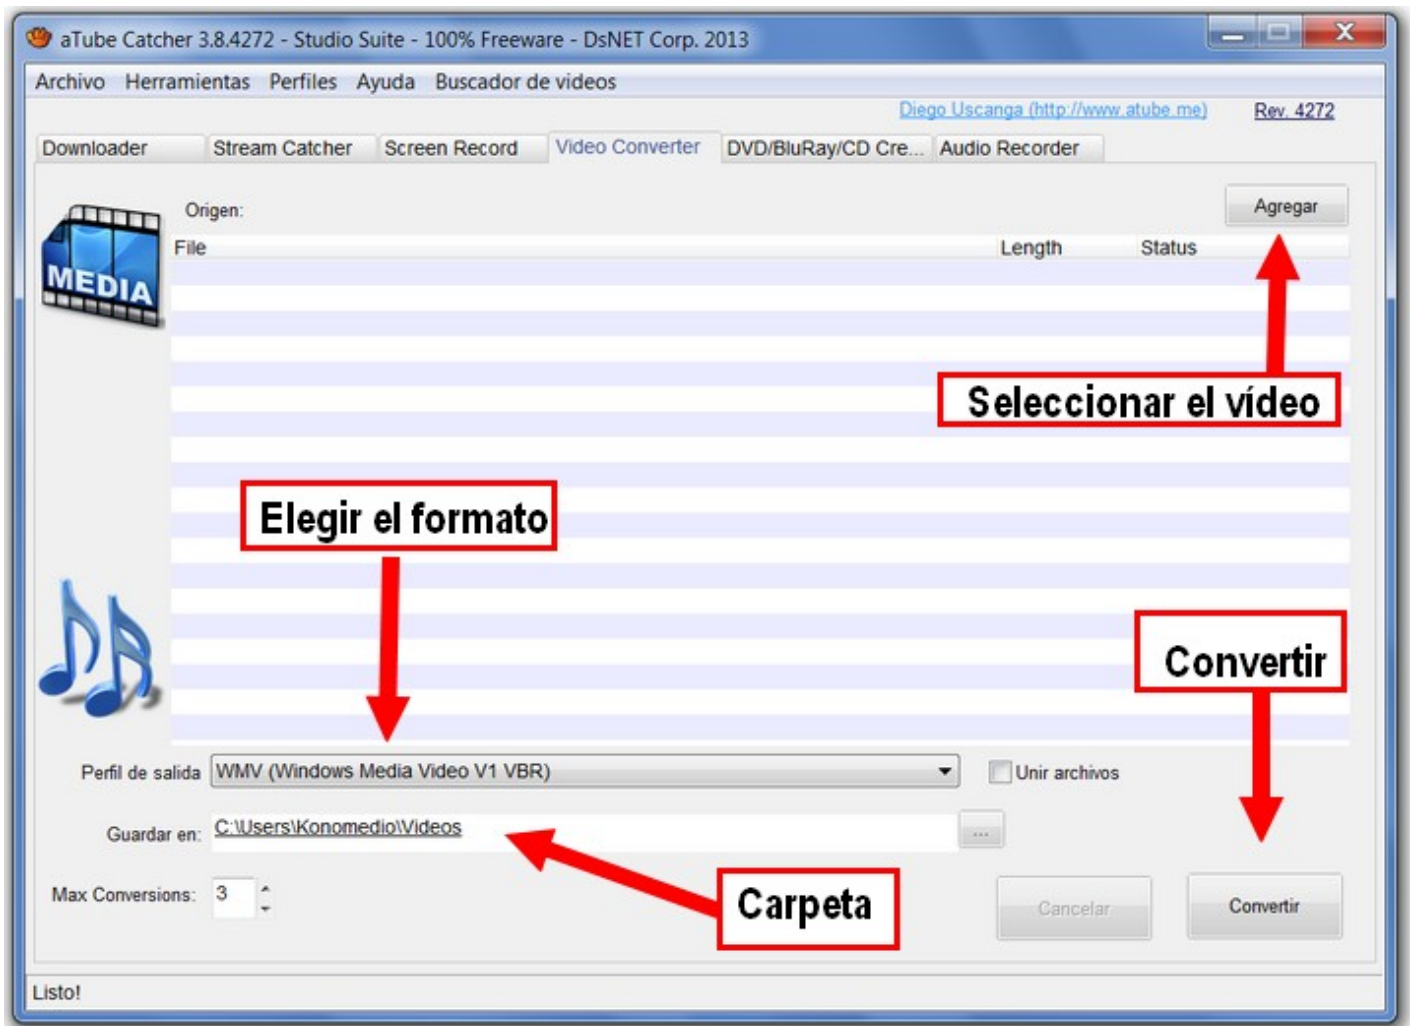 aTube Catcher 3.8.4272 - Studio Suite - 100% Freeware - DsNET Corp. 2013
Archivo Herramientas Perfiles Ayuda Buscador de videos
Diego Uscanga (http://www.atube.me) Rev. 4272
Downloader Stream Catcher Screen Record Video Converter DVD/BluRay/CD Cre... Audio Recorder
MEDIA
Origen: Agregar
File Length Status
Seleccionar el vídeo
Elegir el formato
Convertir
Perfil de salida WMV (Windows Media Video V1 VBR) Unir archivos
Guardar en: C:\Users\Konomedio\Videos ...
Carpeta
Max Conversions: 3 Cancelar Convertir
Listo!